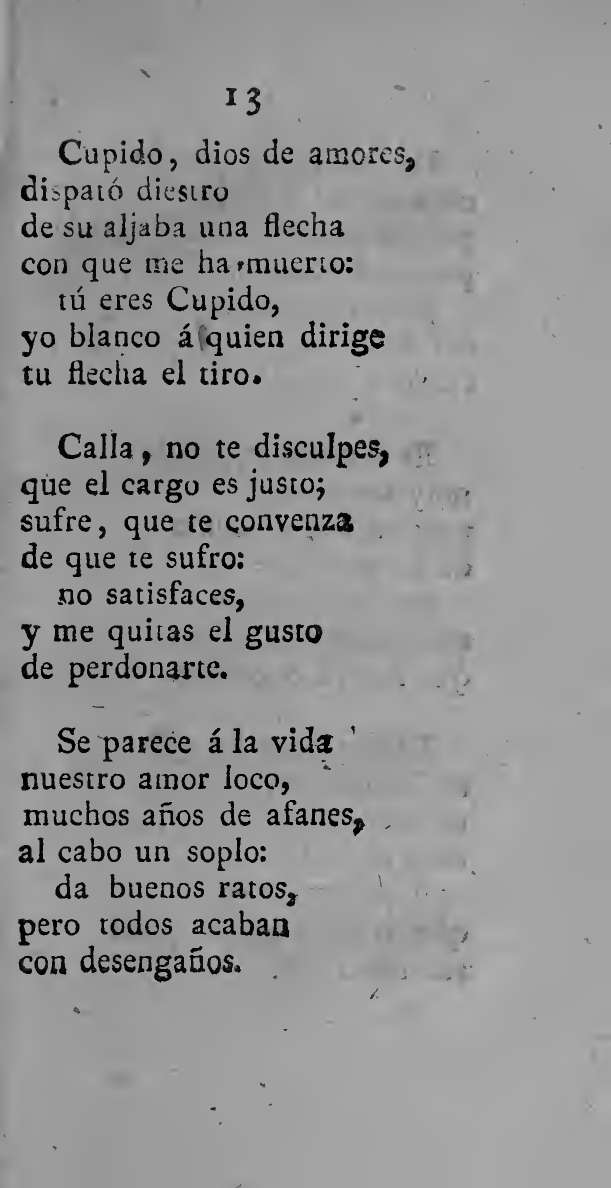 13
Cupido, dios de amores,
disparó diestro
de su aljaba una flecha
con que me ha muerto:
tú eres Cupido,
yo blanco á quien dirige
tu flecha el tiro.
Calla, no te disculpes,
que el cargo es justo;
sufre, que te convenza
de que te sufro:
no satisfaces,
y me quitas el gusto
de perdonarte.
Se parece á la vida
nuestro amor loco,
muchos años de afanes,
al cabo un soplo:
da buenos ratos,
pero todos acaban
con desengaños.